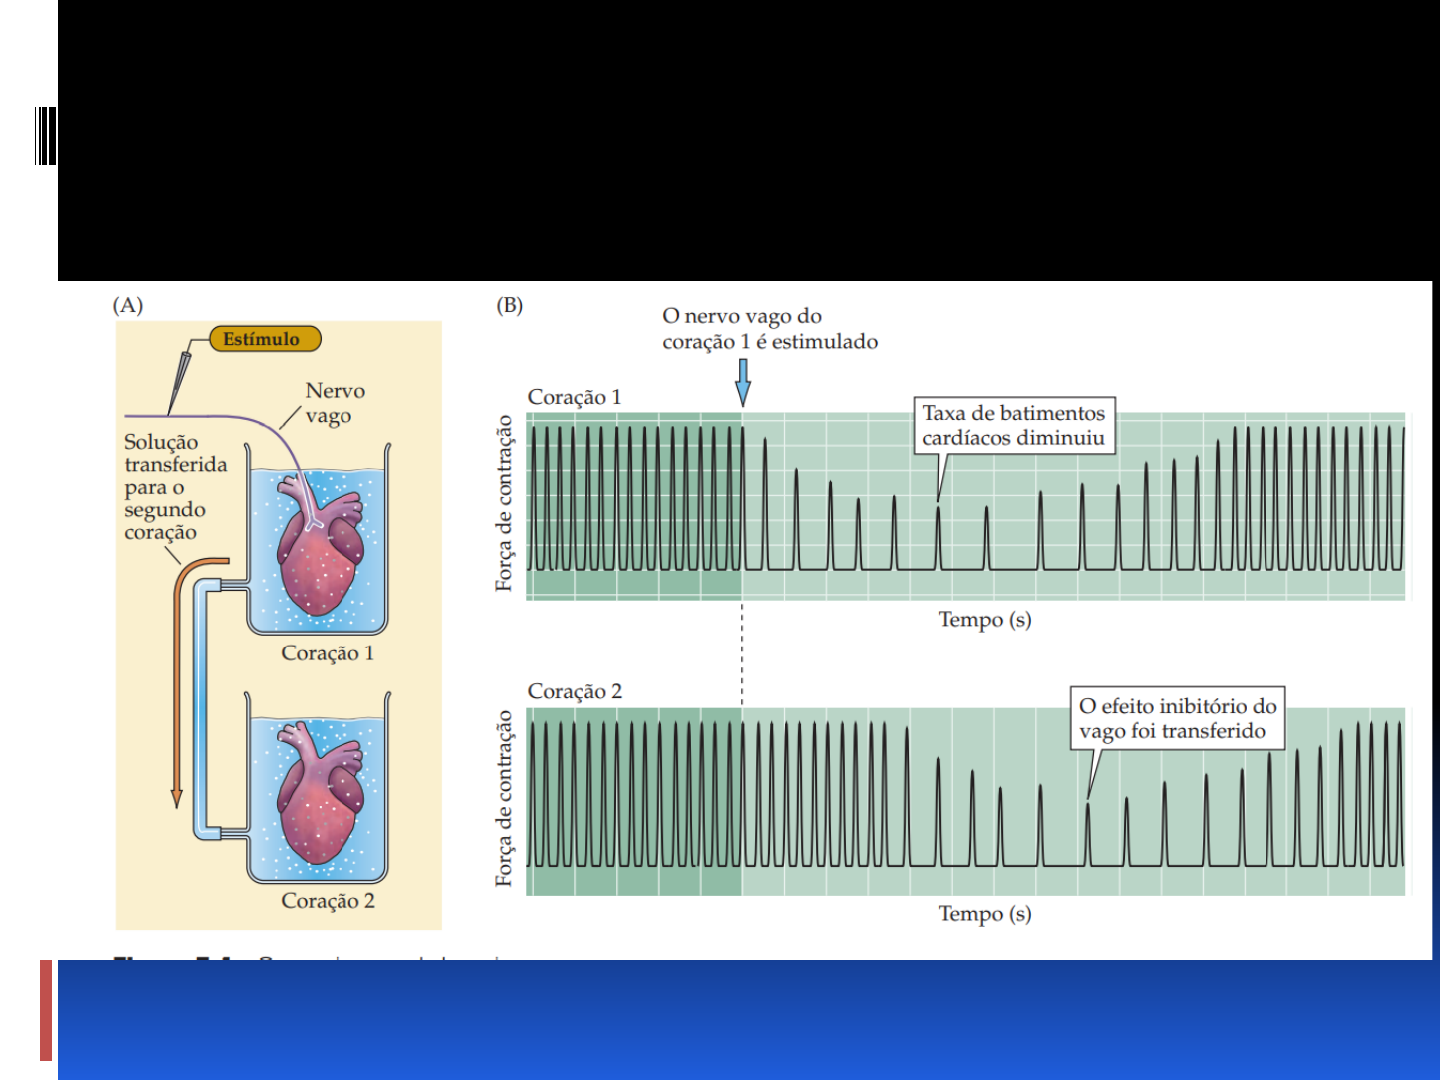 (A)
Estímulo
Nervo
vago
Solução
transferida
para o
segundo
coração
Coração 1
Coração 2
(B)
O nervo vago do
coração 1 é estimulado
Coração 1
Força de contração
Taxa de batimentos
cardíacos diminuiu
Tempo (s)
Coração 2
Força de contração
O efeito inibitório do
vago foi transferido
Tempo (s)